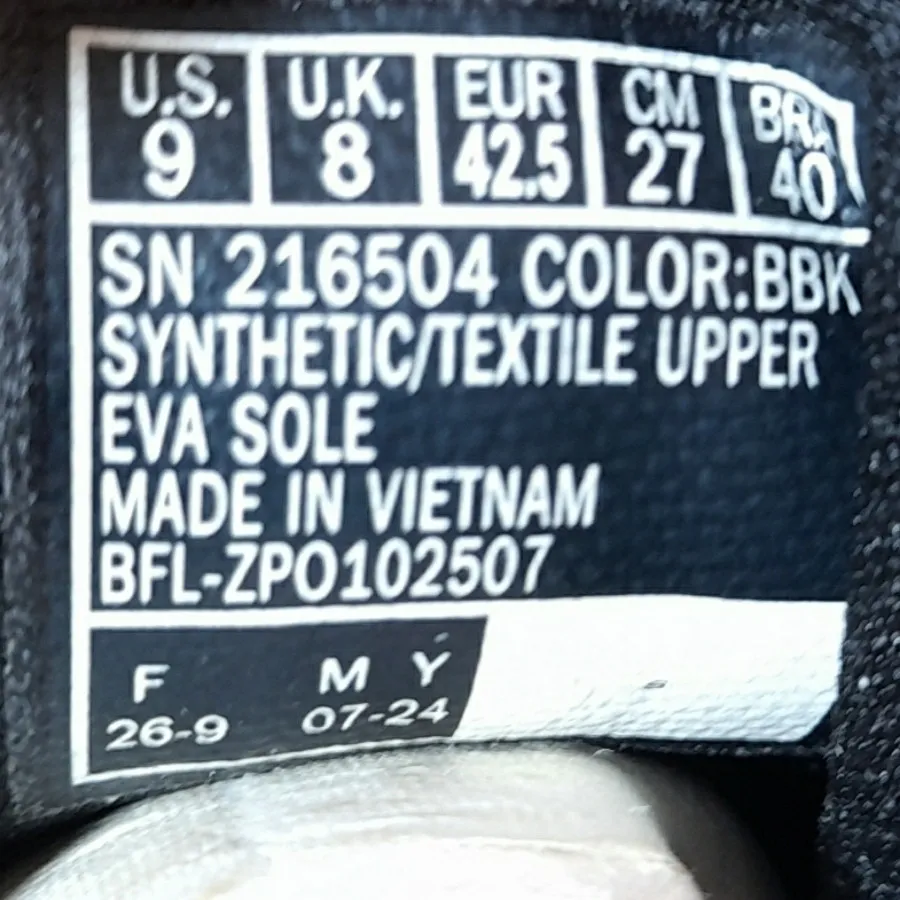 U.S. U.K. EUR CM BRA
9 8 42.5 27 40
SN 216504 COLOR:BBK
SYNTHETIC/TEXTILE UPPER
EVA SOLE
MADE IN VIETNAM
BFL-ZPO102507
F M Y
26-9 07-24